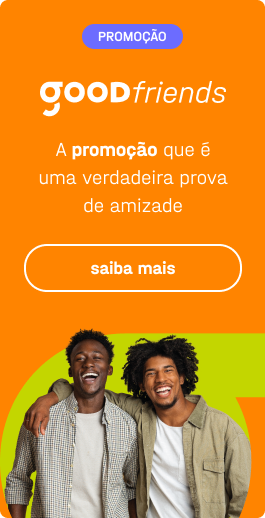 PROMOÇÃO
GOODfriends
A promoção que é
uma verdadeira prova
de amizade
saiba mais